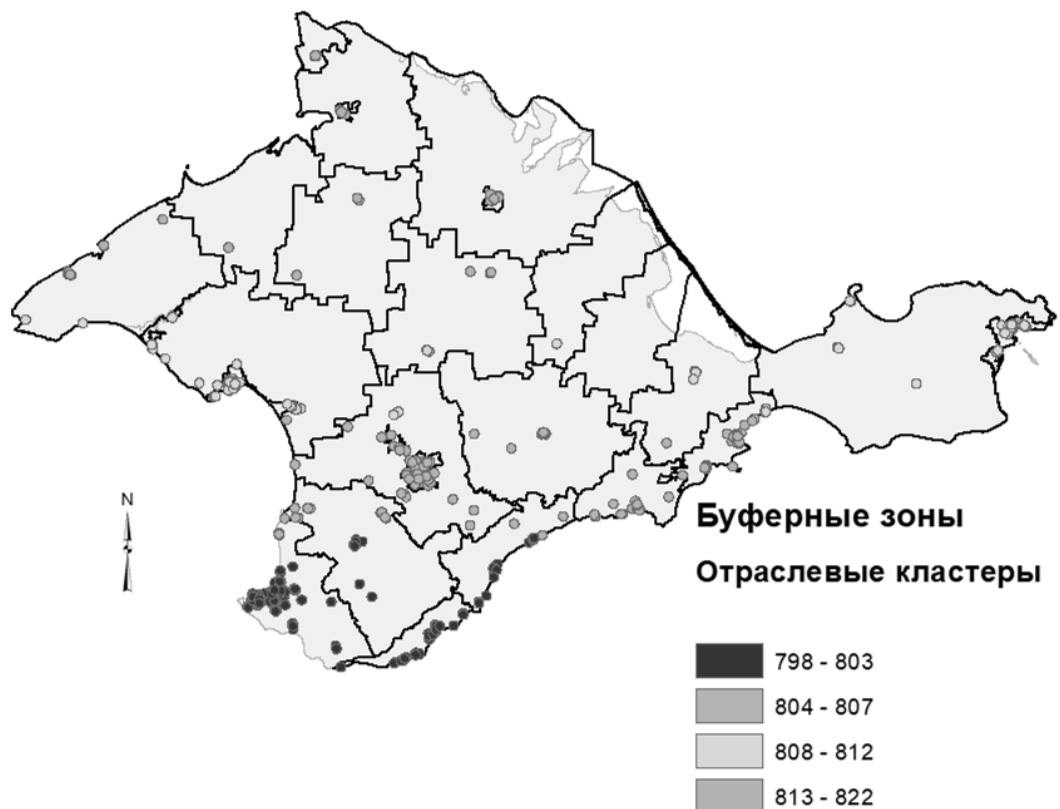 N
Буферные зоны
Отраслевые кластеры
798 - 803
804 - 807
808 - 812
813 - 822